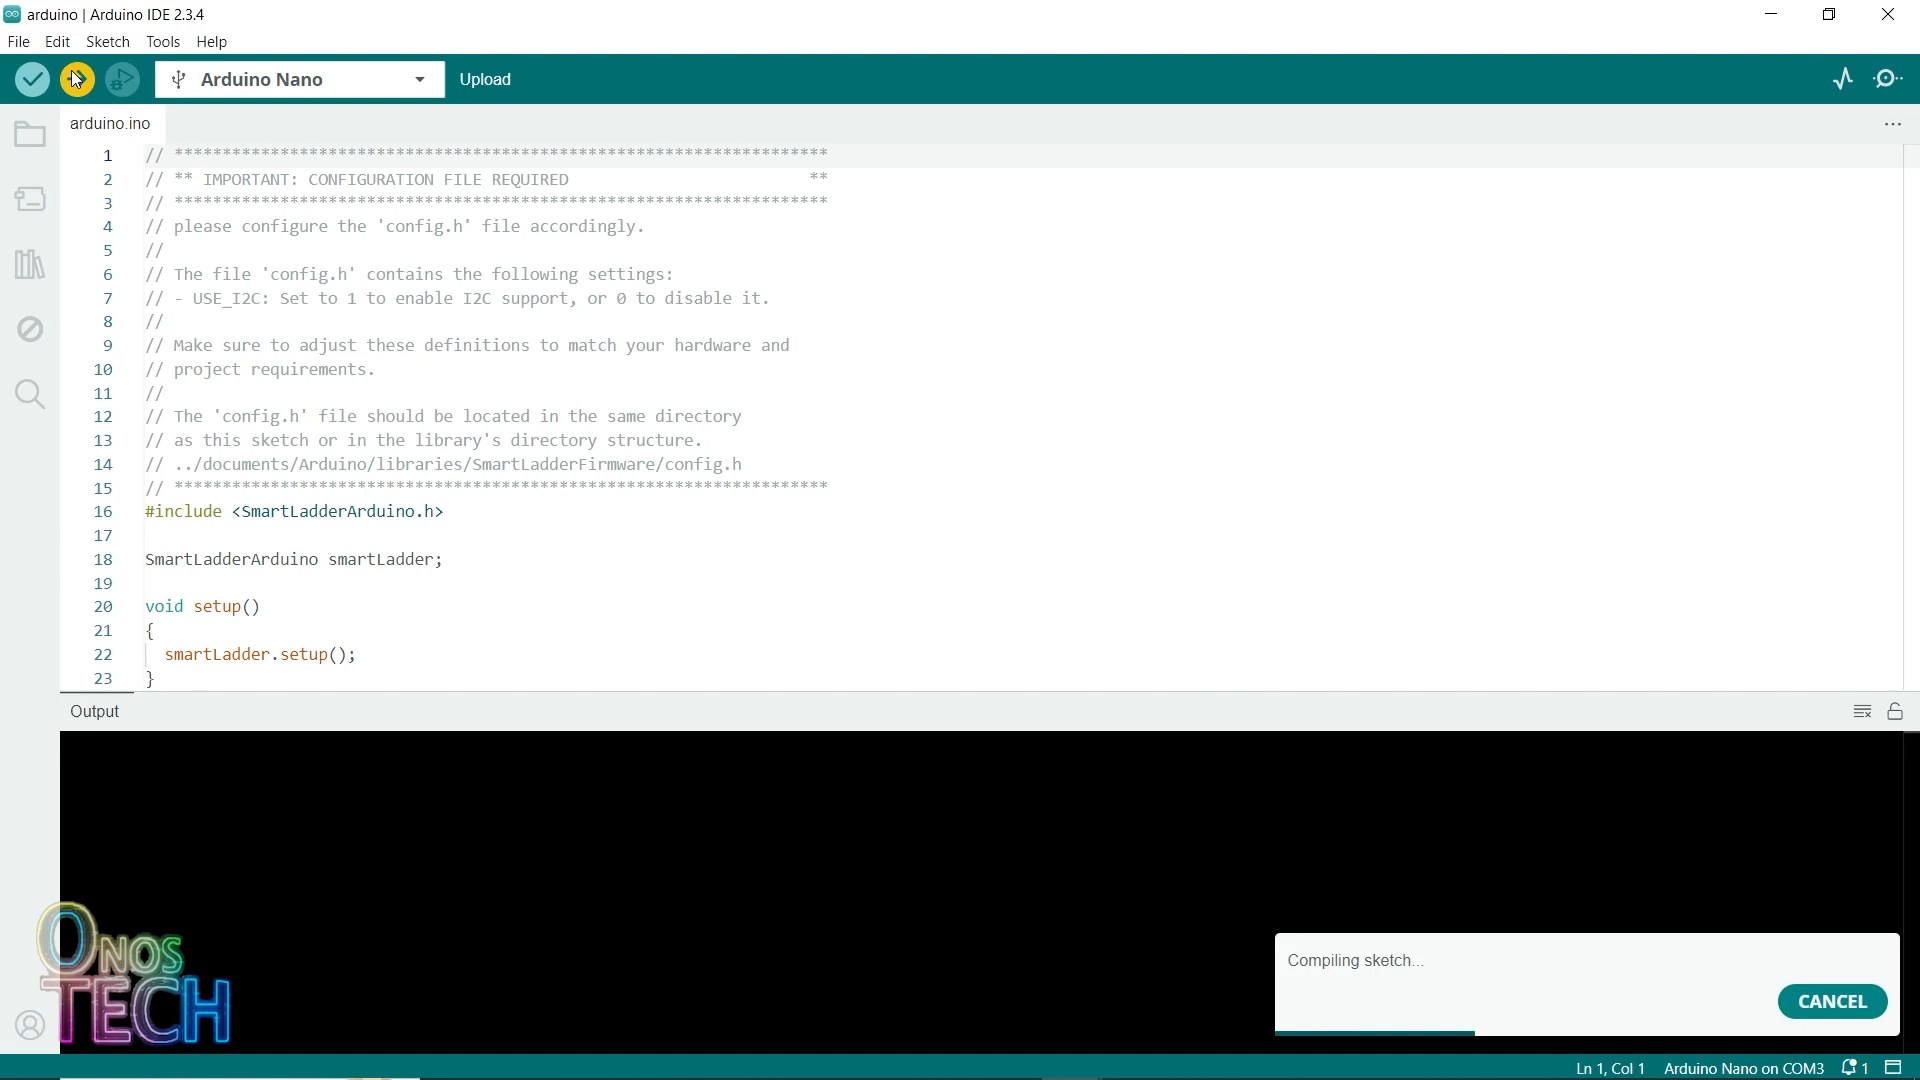 arduino | Arduino IDE 2.3.4
File Edit Sketch Tools Help
Arduino Nano Upload
arduino.ino
1 // ********************************************************************
2 // ** IMPORTANT: CONFIGURATION FILE REQUIRED **
3 // ********************************************************************
4 // please configure the 'config.h' file accordingly.
5 //
6 // The file 'config.h' contains the following settings:
7 // - USE_I2C: Set to 1 to enable I2C support, or 0 to disable it.
8 //
9 // Make sure to adjust these definitions to match your hardware and
10 // project requirements.
11 //
12 // The 'config.h' file should be located in the same directory
13 // as this sketch or in the library's directory structure.
14 // ../documents/Arduino/libraries/SmartLadderFirmware/config.h
15 // ********************************************************************
16 #include <SmartLadderArduino.h>
17
18 SmartLadderArduino smartLadder;
19
20 void setup()
21 {
22 smartLadder.setup();
23 }
Output
Compiling sketch...
CANCEL
ONOS
TECH
Ln 1, Col 1 Arduino Nano on COM3 1